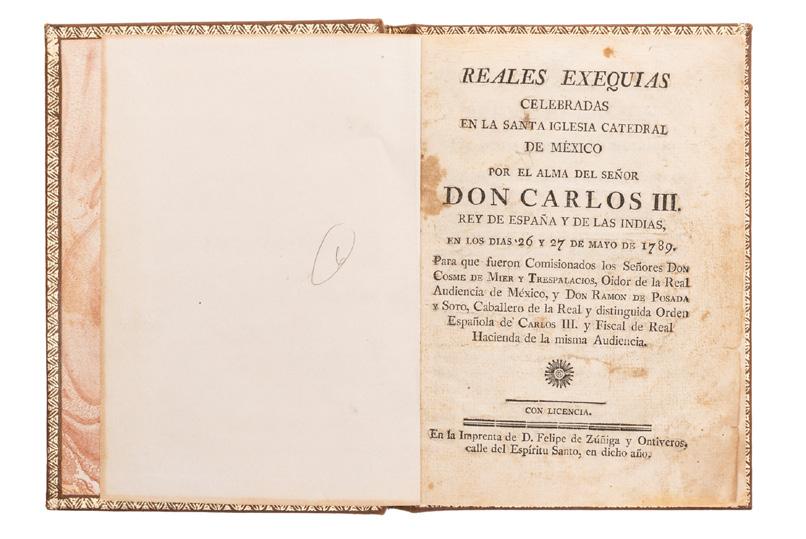 REALES EXEQUIAS
CELEBRADAS
EN LA SANTA IGLESIA CATEDRAL
DE MÉXICO
POR EL ALMA DEL SEÑOR
DON CARLOS III.
REY DE ESPAÑA Y DE LAS INDIAS,
EN LOS DIAS 26 Y 27 DE MAYO DE 1789.
Para que fueron Comisionados los Señores DON
COSME DE MIER Y TRESPALACIOS, Oidor de la Real
Audiencia de México, y DON RAMON DE POSADA
Y SOTO, Caballero de la Real y distinguida Orden
Española de CARLOS III. y Fiscal de Real
Hacienda de la misma Audiencia.
CON LICENCIA.
En la Imprenta de D. Felipe de Zúñiga y Ontiveros,
calle del Espíritu Santo, en dicho año.